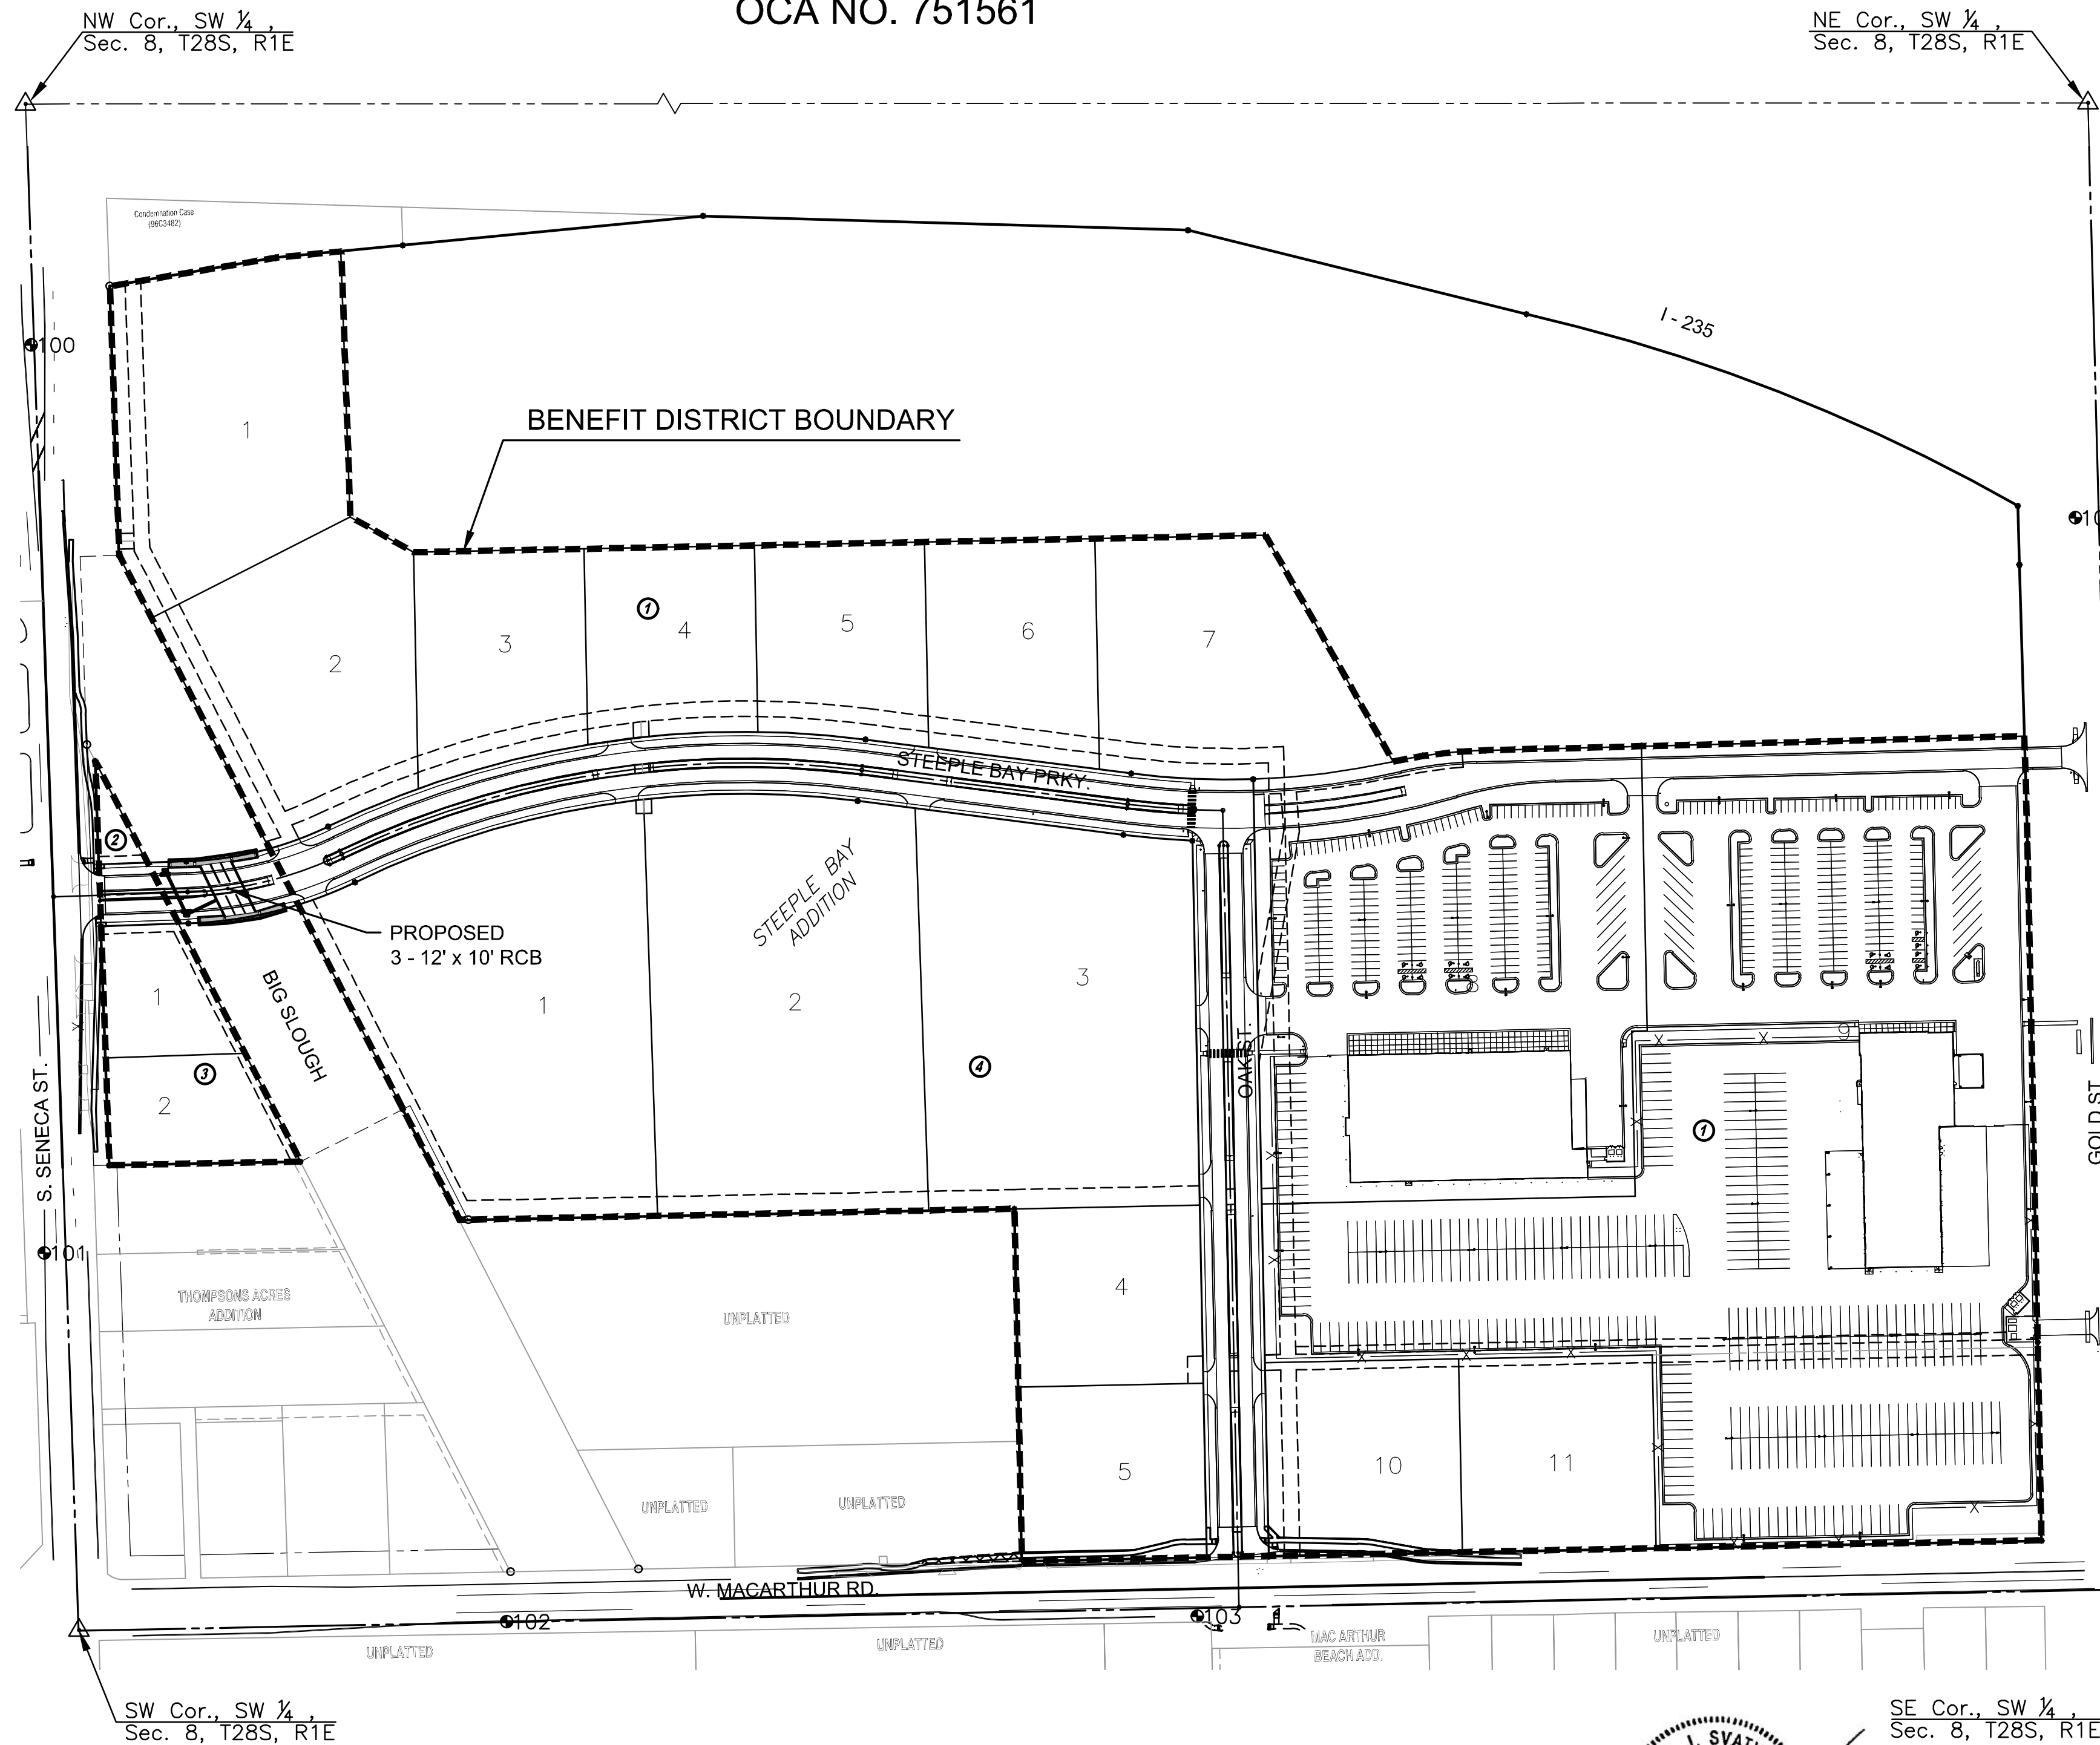 OCA NO. 751561
NW Cor., SW ¼ ,
Sec. 8, T28S, R1E
NE Cor., SW ¼ ,
Sec. 8, T28S, R1E
Condemnation Case
(96C3482)
I - 235
100
BENEFIT DISTRICT BOUNDARY
1
1
2
3
4
5
6
7
STEEPLE BAY PRKY.
2
STEEPLE BAY
ADDITION
PROPOSED
3 - 12' x 10' RCB
BIG SLOUGH
1
2
3
1
2
3
4
OAK ST.
8
9
1
S. SENECA ST.
GOLD ST
101
THOMPSONS ACRES
ADDITION
UNPLATTED
4
5
10
11
UNPLATTED
UNPLATTED
W. MACARTHUR RD.
102
103
1
UNPLATTED
UNPLATTED
MAC ARTHUR
BEACH ADD.
UNPLATTED
SW Cor., SW ¼ ,
Sec. 8, T28S, R1E
SE Cor., SW ¼ ,
Sec. 8, T28S, R1E